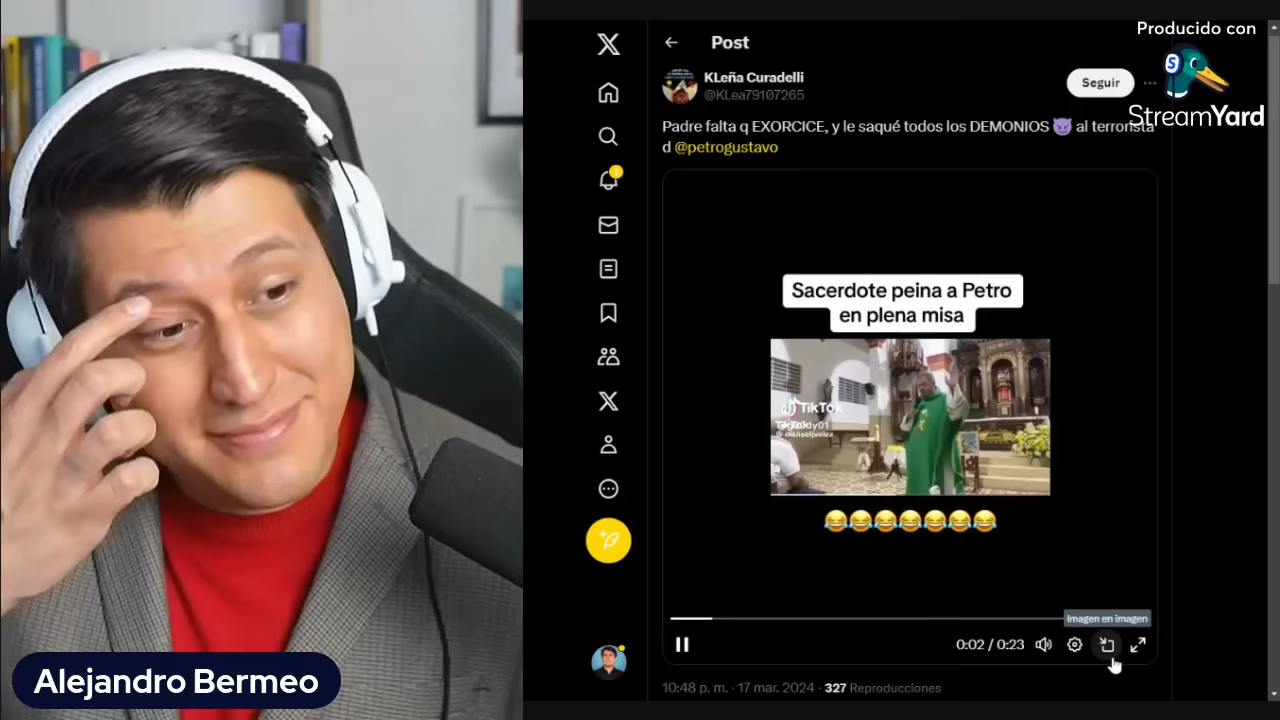 Producido con
StreamYard
Post
KLeña Curadelli
@KLea79107265
Seguir
Padre falta q EXORCICE, y le saqué todos los DEMONIOS 😈 al terrorista
d @petrogustavo
Sacerdote peina a Petro
en plena misa
TikTok
@manueljvelez
😂😂😂😂😂😂😂
Imagen en imagen
0:02 / 0:23
10:48 p. m. · 17 mar. 2024 · 327 Reproducciones
Alejandro Bermeo